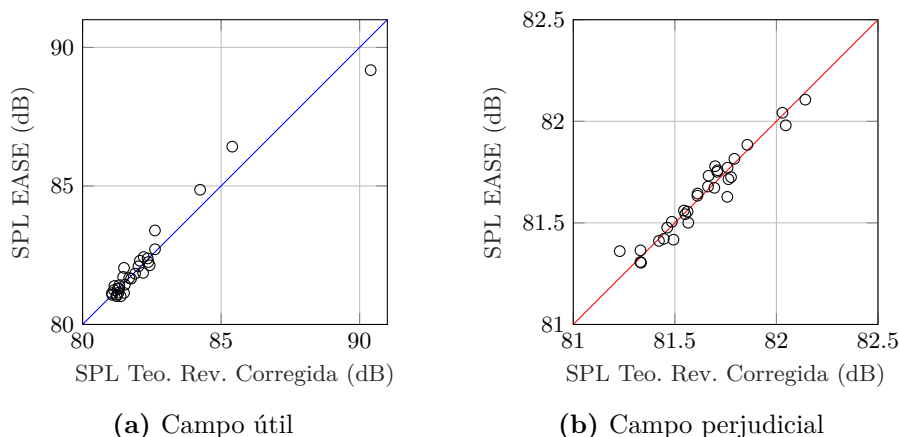 90
85
80
80 85 90
SPL EASE (dB)
SPL Teo. Rev. Corregida (dB)
(a) Campo útil
82.5
82
81.5
81
81 81.5 82 82.5
SPL EASE (dB)
SPL Teo. Rev. Corregida (dB)
(b) Campo perjudicial